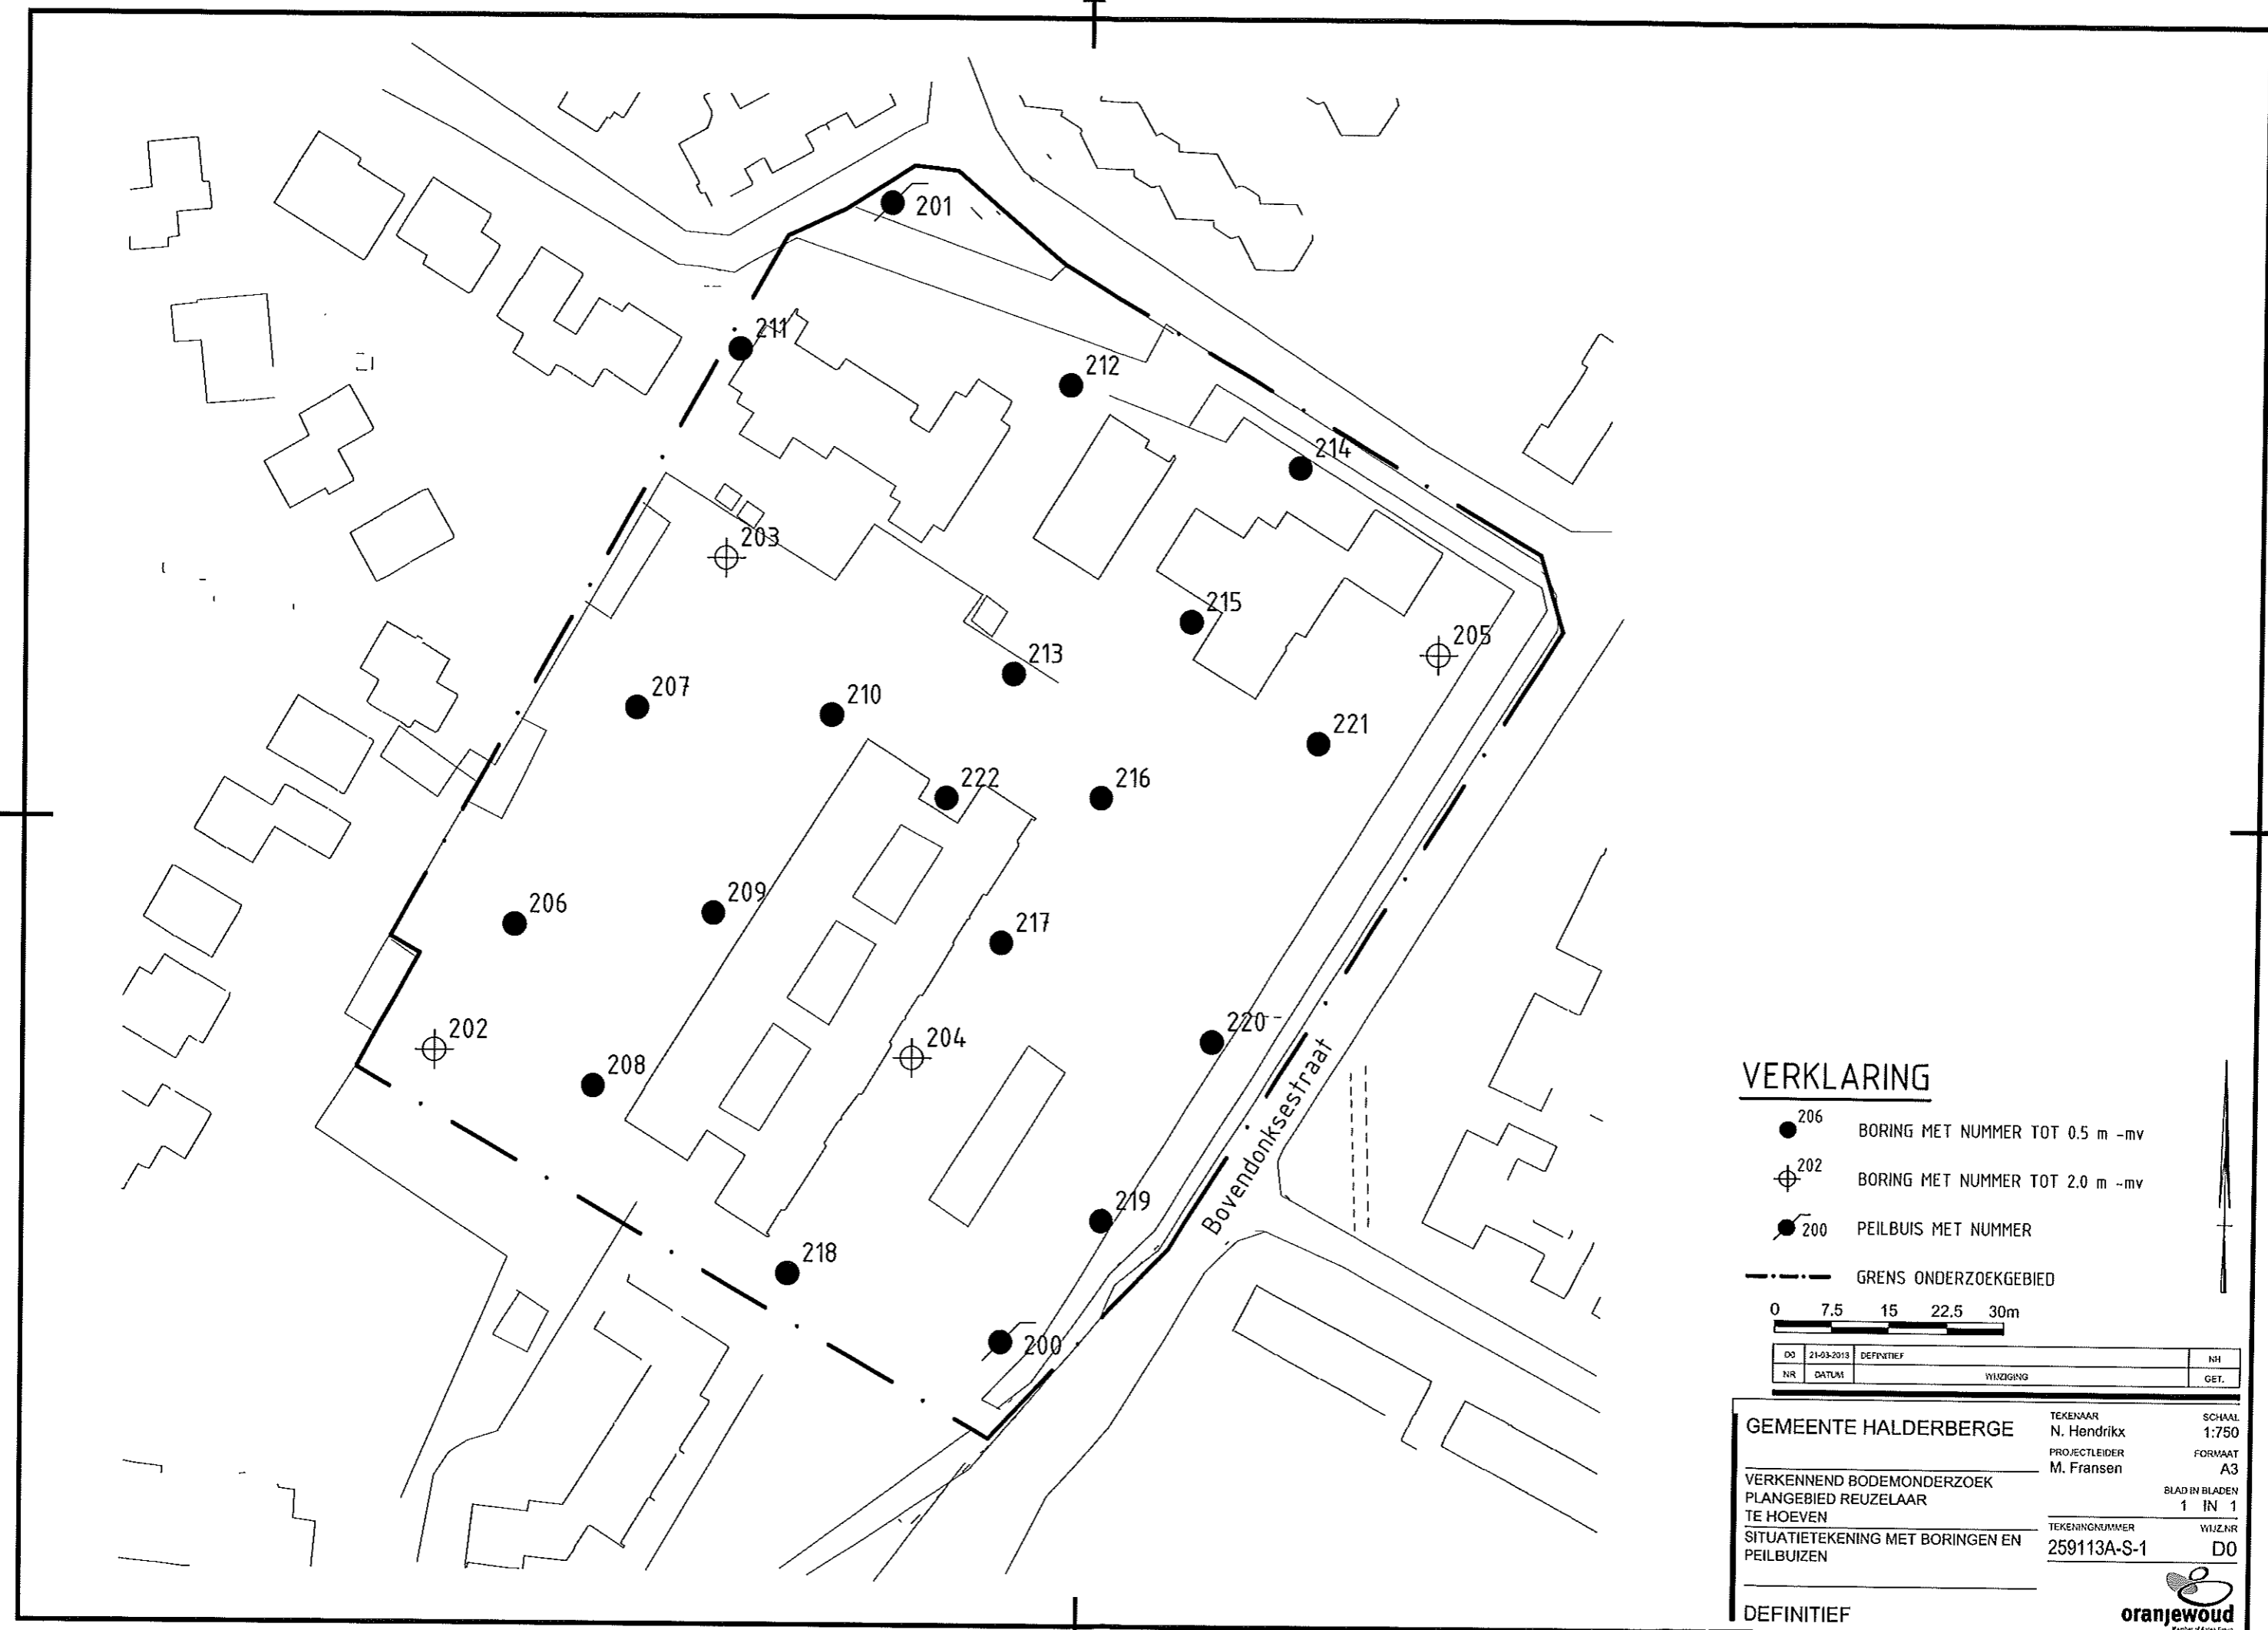 201
211
212
214
203
215
205
213
207
210
221
222
216
206
209
217
202
220
204
208
219
218
200
Bovendonksestraat
VERKLARING
206 BORING MET NUMMER TOT 0.5 m -mv
202 BORING MET NUMMER TOT 2.0 m -mv
200 PEILBUIS MET NUMMER
GRENS ONDERZOEKGEBIED
0 7.5 15 22.5 30m
D0 21-03-2013 DEFINITIEF NH
NR DATUM WIJZIGING GET.
GEMEENTE HALDERBERGE
TEKENAAR SCHAAL
N. Hendrikx 1:750
PROJECTLEIDER FORMAAT
M. Fransen A3
VERKENNEND BODEMONDERZOEK
PLANGEBIED REUZELAAR
TE HOEVEN
BLAD IN BLADEN
1 IN 1
SITUATIETEKENING MET BORINGEN EN
PEILBUIZEN
TEKENINGNUMMER WIJZ.NR
259113A-S-1 D0
DEFINITIEF
oranjewoud